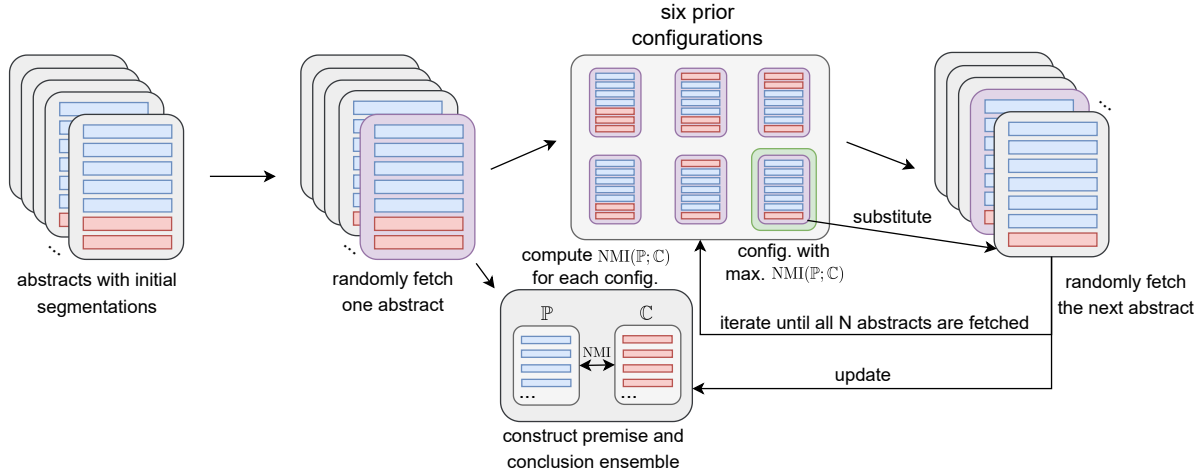 six prior
configurations
...
abstracts with initial
segmentations
...
randomly fetch
one abstract
compute NMI(ℙ; ℂ)
for each config.
config. with
max. NMI(ℙ; ℂ)
substitute
...
randomly fetch
the next abstract
iterate until all N abstracts are fetched
update
ℙ
ℂ
NMI
...
...
construct premise and
conclusion ensemble